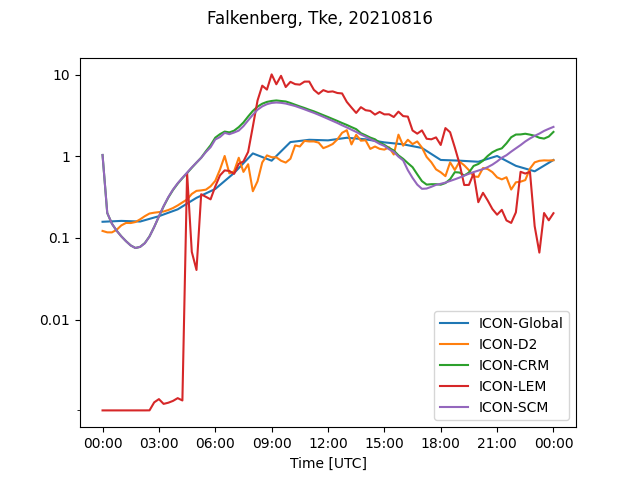 Falkenberg, Tke, 20210816
10
1
0.1
0.01
ICON-Global
ICON-D2
ICON-CRM
ICON-LEM
ICON-SCM
00:00 03:00 06:00 09:00 12:00 15:00 18:00 21:00 00:00
Time [UTC]